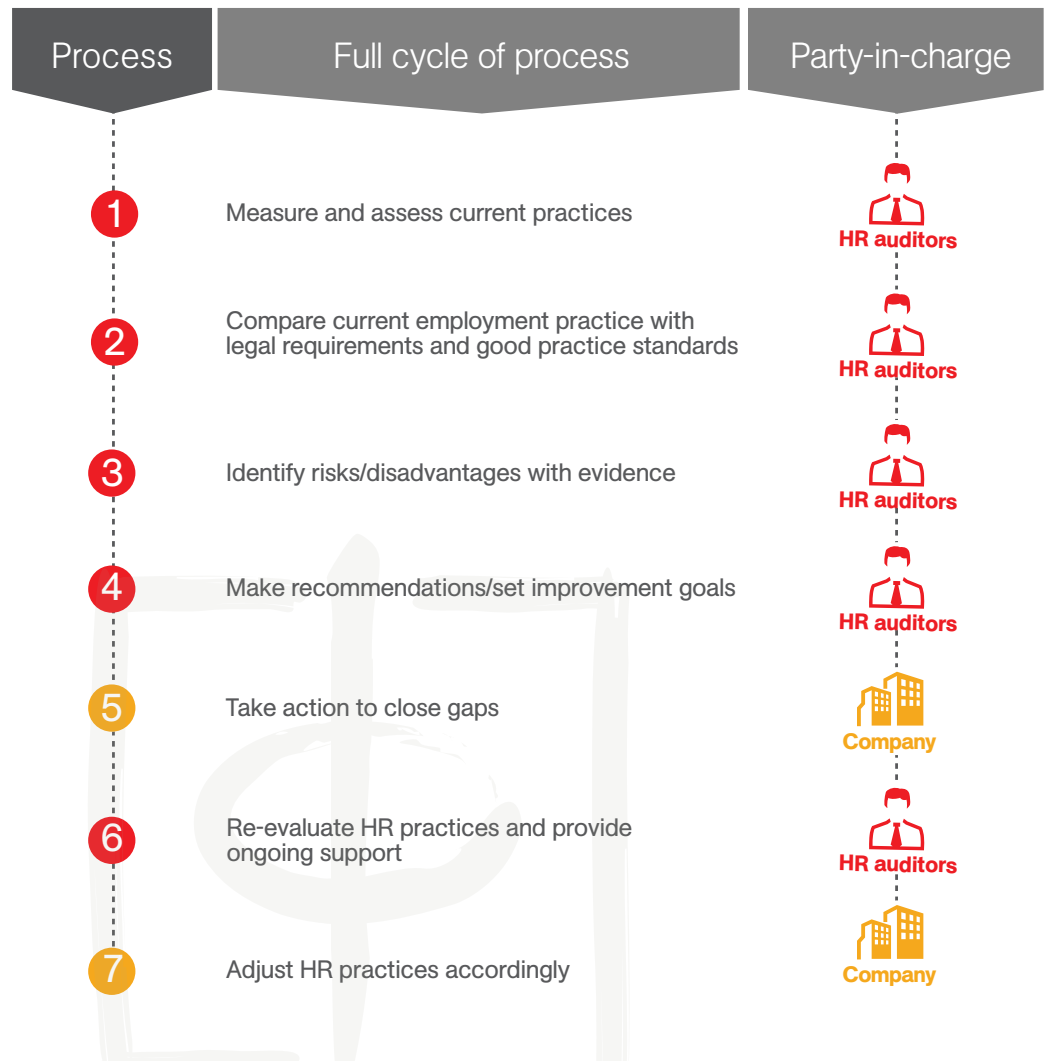 Process
Full cycle of process
Party-in-charge
1
Measure and assess current practices
HR auditors
2
Compare current employment practice with
legal requirements and good practice standards
HR auditors
3
Identify risks/disadvantages with evidence
HR auditors
4
Make recommendations/set improvement goals
HR auditors
5
Take action to close gaps
Company
6
Re-evaluate HR practices and provide
ongoing support
HR auditors
7
Adjust HR practices accordingly
Company